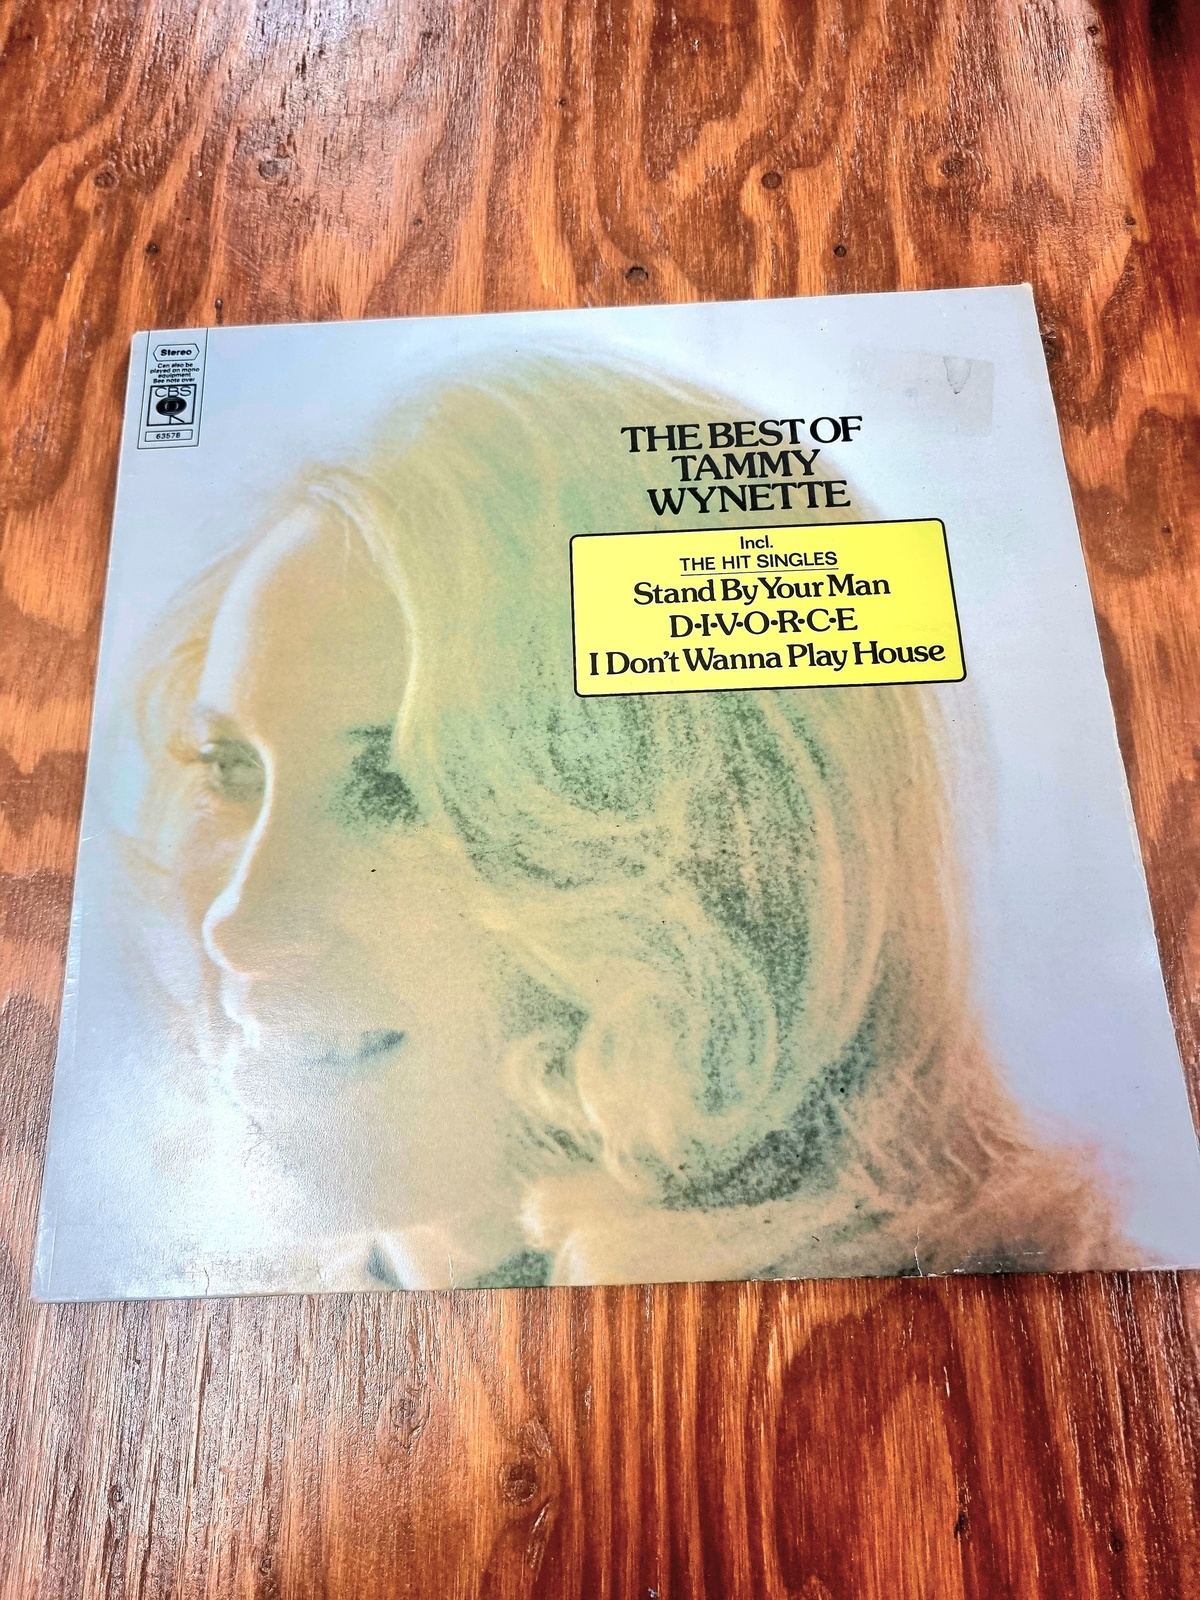 Stereo
Can also be
played on mono
equipment
See note over
CBS
63578
THE BEST OF
TAMMY
WYNETTE
Incl.
THE HIT SINGLES
Stand By Your Man
D·I·V·O·R·C·E
I Don't Wanna Play House